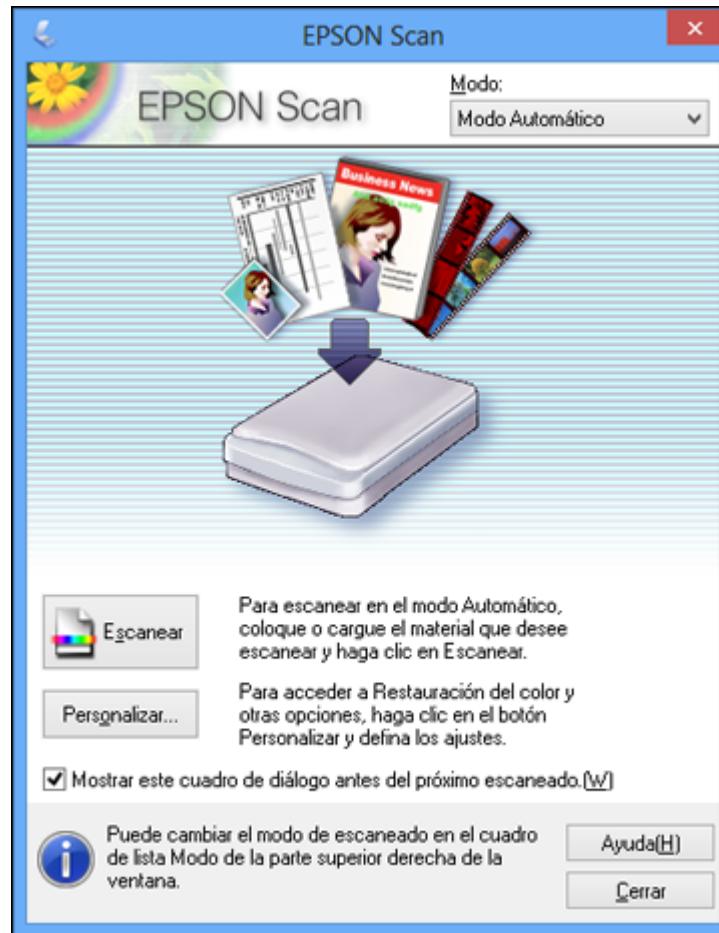 EPSON Scan
EPSON Scan
Modo:
Modo Automático
Business News
Escanear
Para escanear en el modo Automático,
coloque o cargue el material que desee
escanear y haga clic en Escanear.
Personalizar...
Para acceder a Restauración del color y
otras opciones, haga clic en el botón
Personalizar y defina los ajustes.
Mostrar este cuadro de diálogo antes del próximo escaneado.(W)
Puede cambiar el modo de escaneado en el cuadro
de lista Modo de la parte superior derecha de la
ventana.
Ayuda(H)
Cerrar